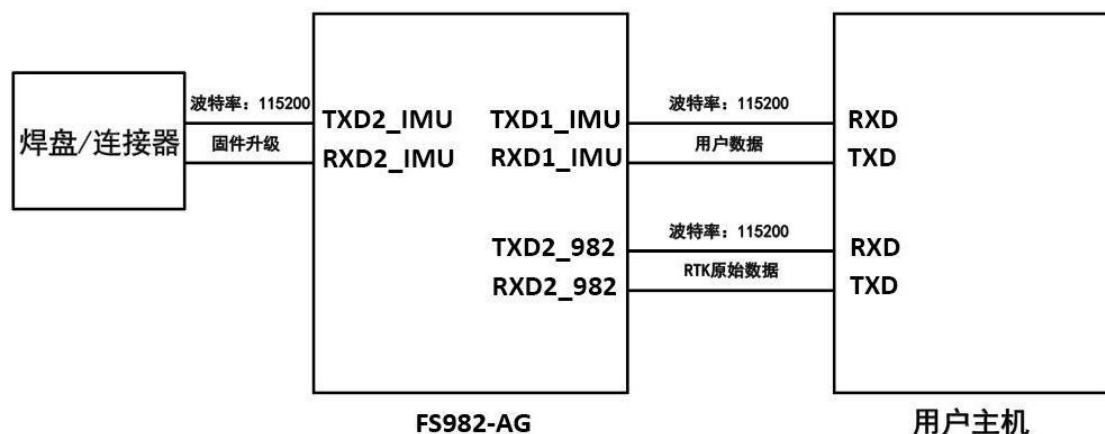 焊盘/连接器
波特率：115200
固件升级
TXD2_IMU
RXD2_IMU
TXD1_IMU
RXD1_IMU
波特率：115200
用户数据
RXD
TXD
TXD2_982
RXD2_982
波特率：115200
RTK原始数据
RXD
TXD
FS982-AG
用户主机